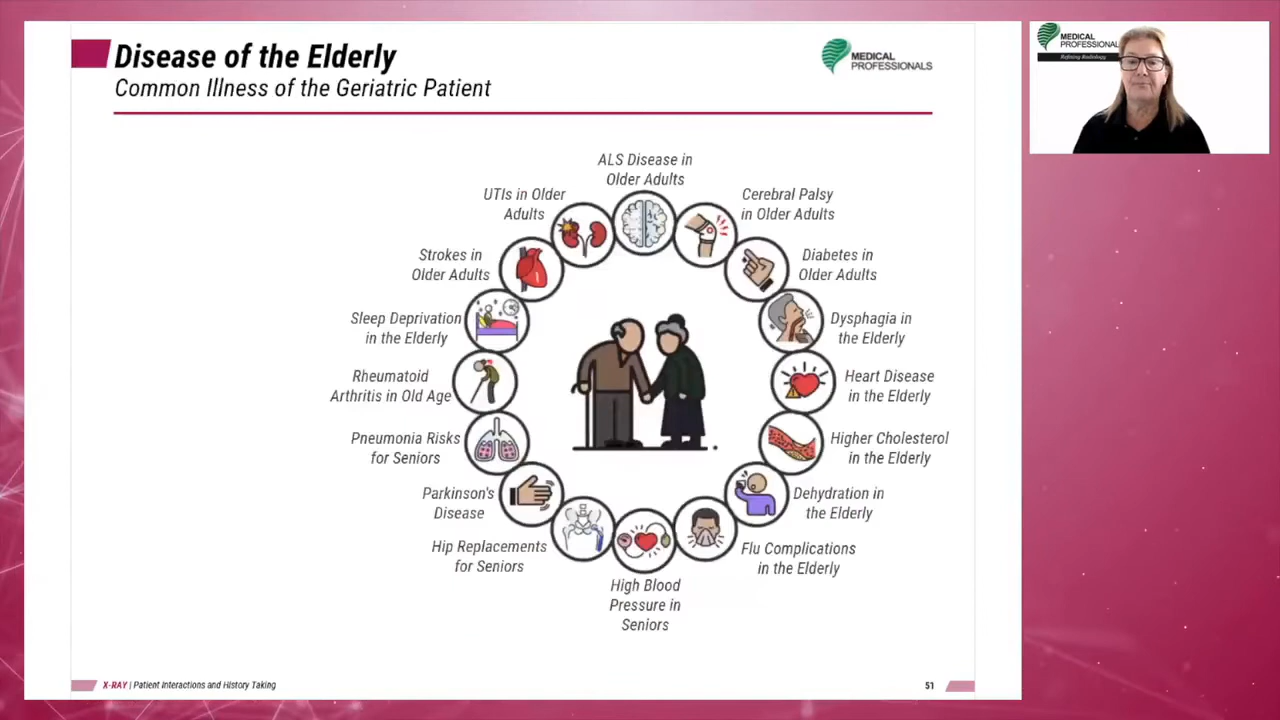 Disease of the Elderly
Common Illness of the Geriatric Patient
MEDICAL
PROFESSIONALS
MEDICAL
PROFESSIONAL
Refining Radiology
ALS Disease in
Older Adults
Cerebral Palsy
in Older Adults
Diabetes in
Older Adults
Dysphagia in
the Elderly
Heart Disease
in the Elderly
Higher Cholesterol
in the Elderly
Dehydration in
the Elderly
Flu Complications
in the Elderly
High Blood
Pressure in
Seniors
Hip Replacements
for Seniors
Parkinson's
Disease
Pneumonia Risks
for Seniors
Rheumatoid
Arthritis in Old Age
Sleep Deprivation
in the Elderly
Strokes in
Older Adults
UTIs in Older
Adults
X-RAY | Patient Interactions and History Taking
51